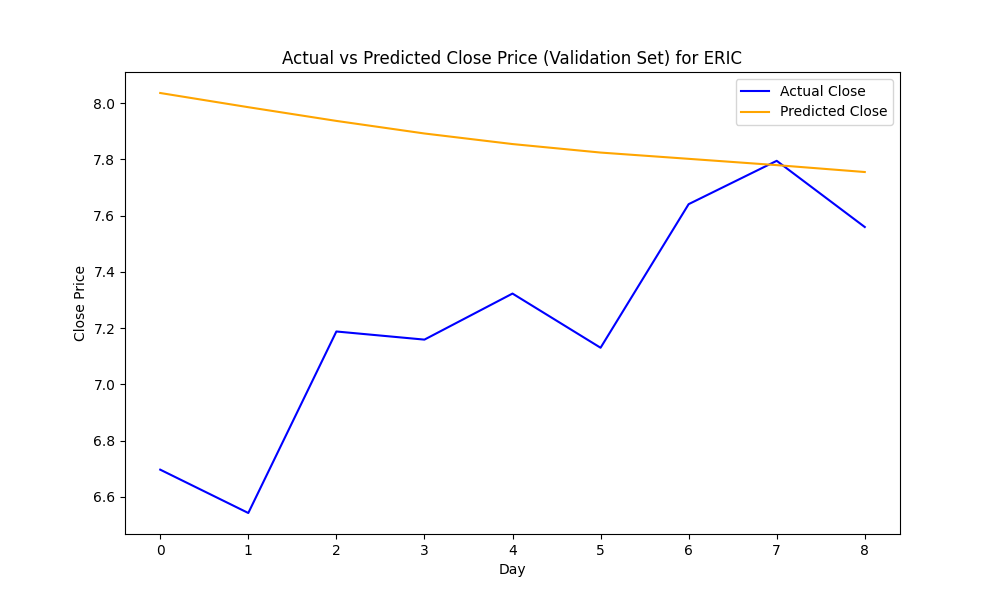 Actual vs Predicted Close Price (Validation Set) for ERIC
Actual Close
Predicted Close
8.0
7.8
7.6
7.4
7.2
7.0
6.8
6.6
Close Price
0 1 2 3 4 5 6 7 8
Day